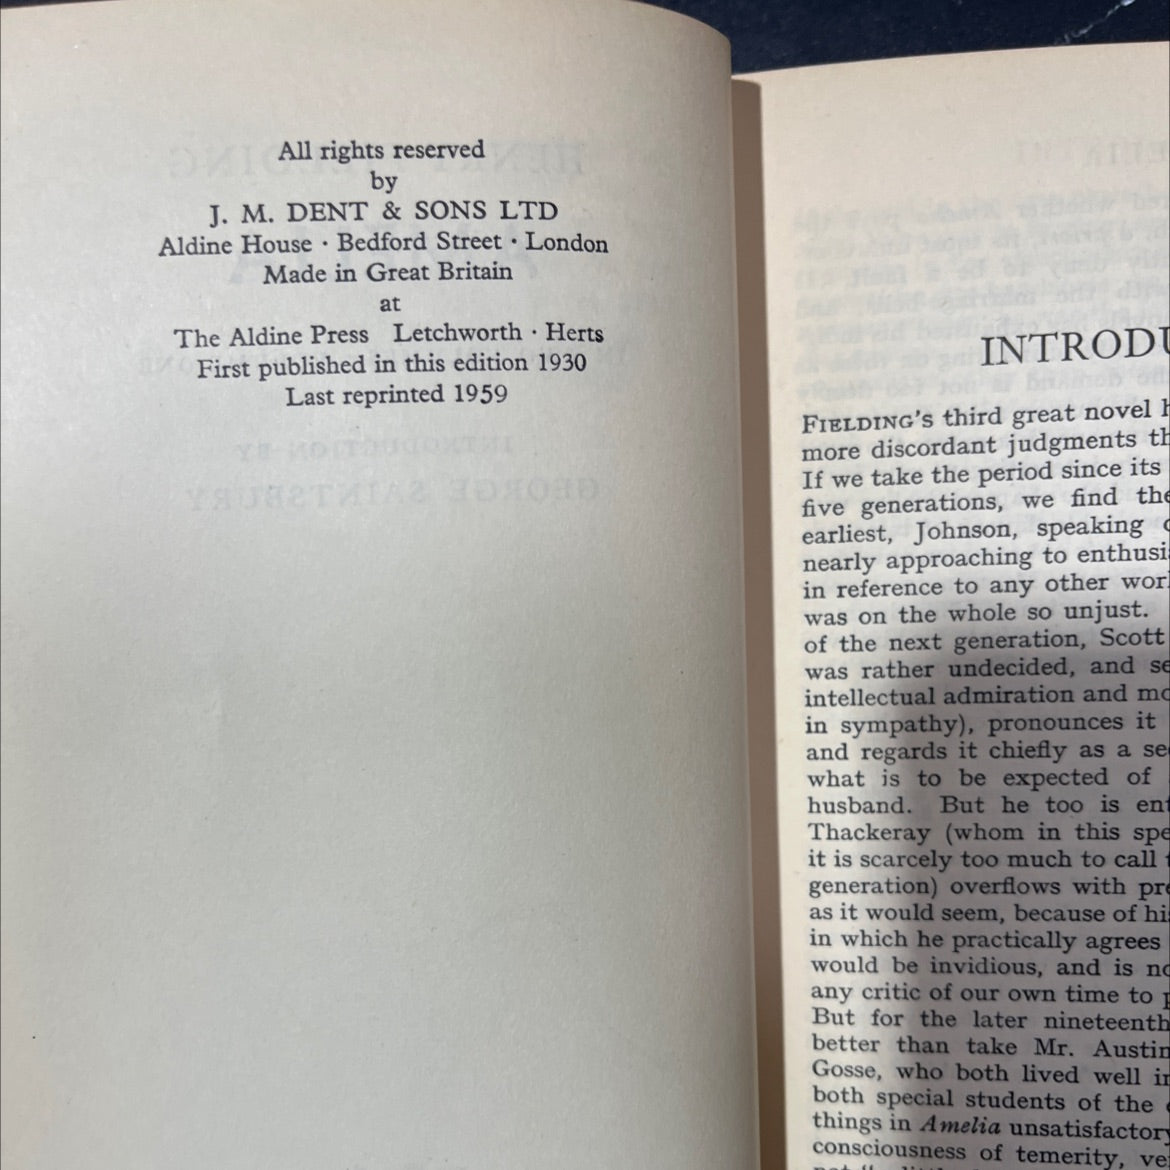 All rights reserved
by
J. M. DENT & SONS LTD
Aldine House · Bedford Street · London
Made in Great Britain
at
The Aldine Press Letchworth · Herts
First published in this edition 1930
Last reprinted 1959
INTRODU
FIELDING'S third great novel h
more discordant judgments th
If we take the period since its
five generations, we find the
earliest, Johnson, speaking
nearly approaching to enthusi
in reference to any other wor
was on the whole so unjust.
of the next generation, Scott
was rather undecided, and se
intellectual admiration and mo
in sympathy), pronounces it
and regards it chiefly as a se
what is to be expected of
husband. But he too is ent
Thackeray (whom in this spe
it is scarcely too much to call t
generation) overflows with pre
as it would seem, because of his
in which he practically agrees
would be invidious, and is no
any critic of our own time to p
But for the later nineteenth
better than take Mr. Austin
Gosse, who both lived well in
both special students of the
things in Amelia unsatisfactory
consciousness of temerity, ve